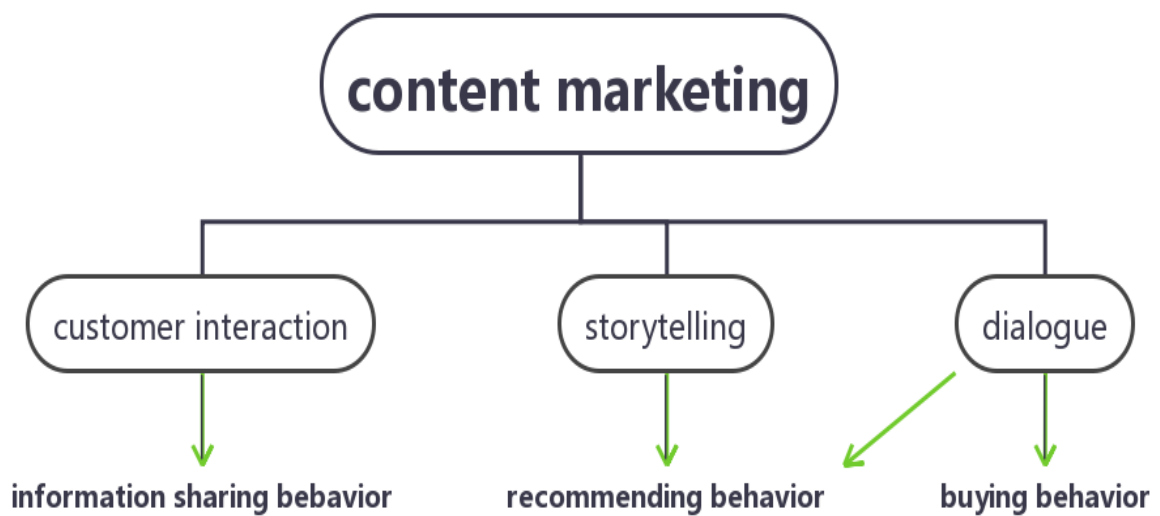 content marketing
customer interaction
storytelling
dialogue
information sharing bebavior
recommending behavior
buying behavior